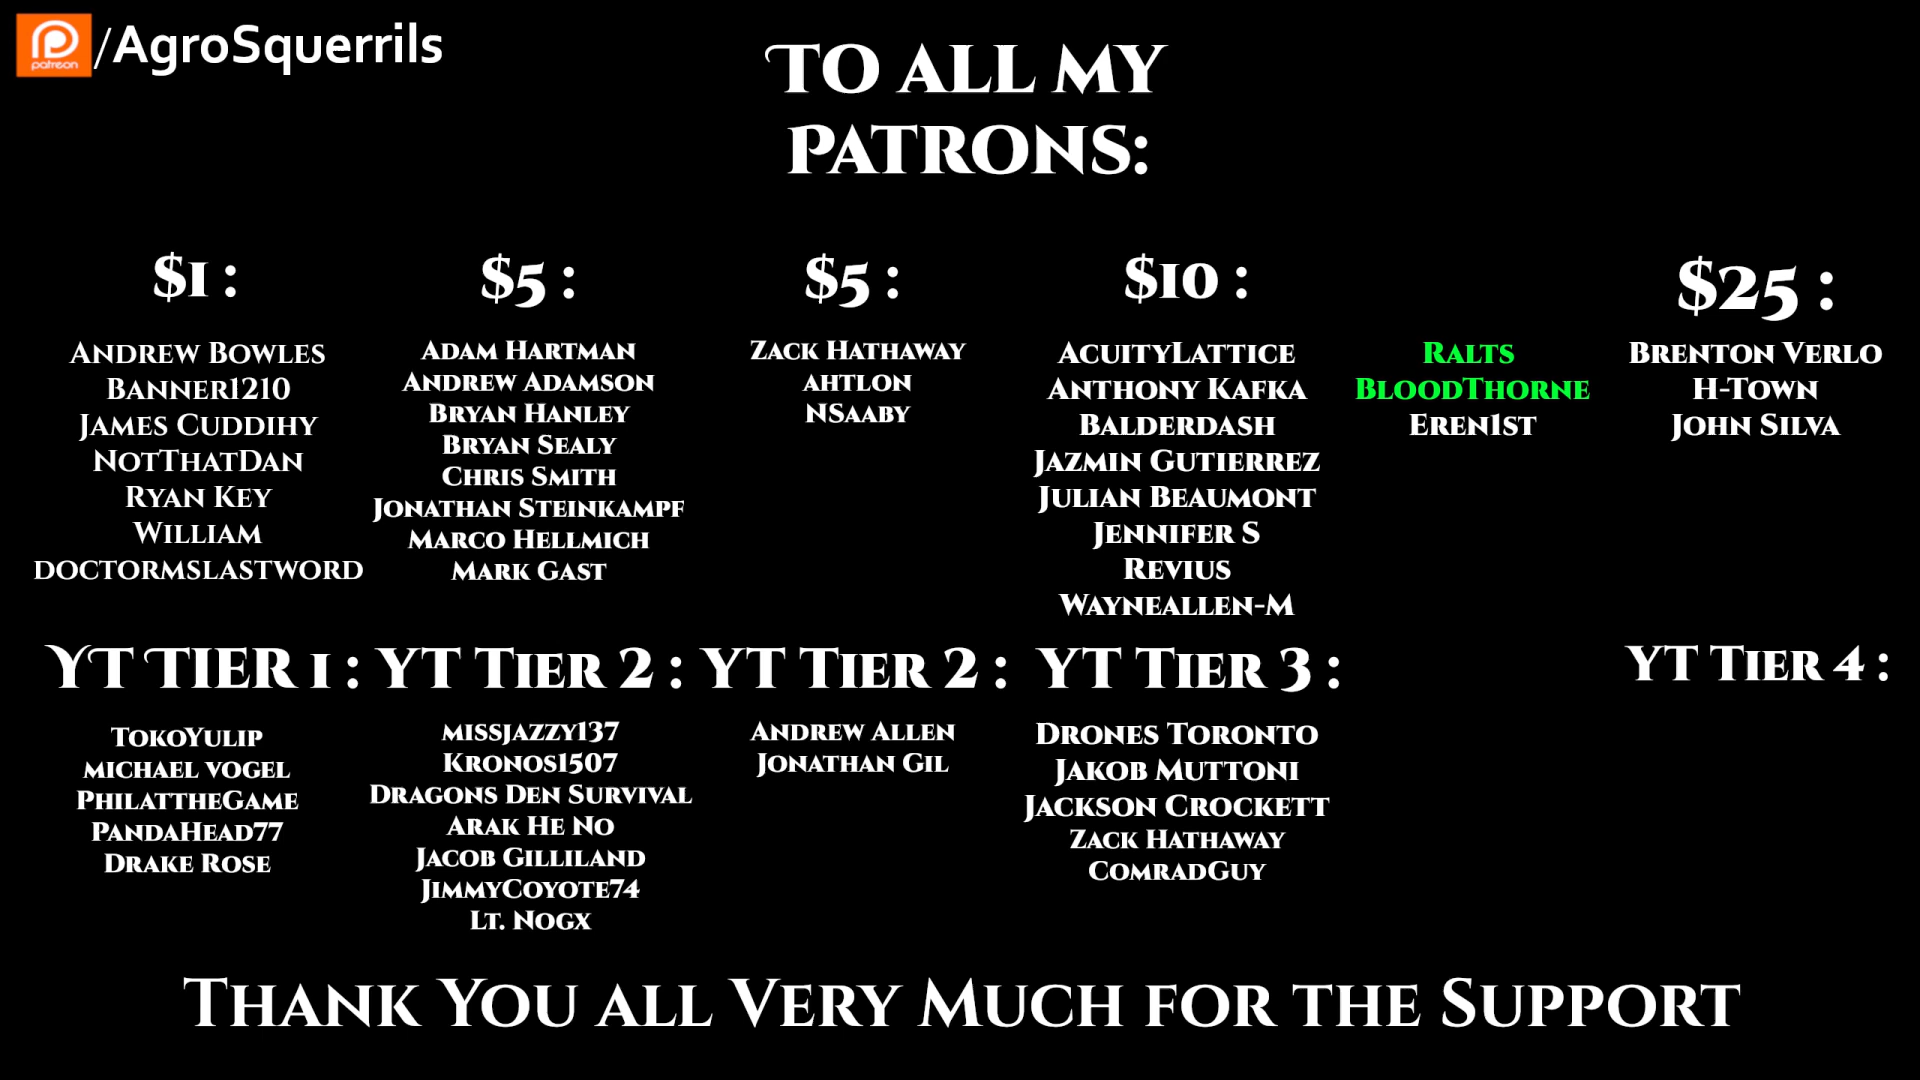 patreon
/AgroSquerrils
To all my
Patrons:
$1 :
Andrew Bowles
Banner1210
James Cuddihy
NotThatDan
Ryan Key
William
doctormslastword
$5 :
Adam Hartman
Andrew Adamson
Bryan Hanley
Bryan Sealy
Chris Smith
Jonathan Steinkampf
Marco Hellmich
Mark Gast
$5 :
Zack Hathaway
ahtlon
NSaaby
$10 :
AcuityLattice
Anthony Kafka
Balderdash
Jazmin Gutierrez
Julian Beaumont
Jennifer S
Revius
Wayneallen-M
Ralts
BloodThorne
Eren1st
$25 :
Brenton Verlo
H-Town
John Silva
YT Tier 1 :
TokoYulip
michael vogel
PhilattheGame
PandaHead77
Drake Rose
YT Tier 2 :
missjazzy137
Kronos1507
Dragons Den Survival
Arak He No
Jacob Gilliland
JimmyCoyote74
Lt. Nogx
YT Tier 2 :
Andrew Allen
Jonathan Gil
YT Tier 3 :
Drones Toronto
Jakob Muttoni
Jackson Crockett
Zack Hathaway
ComradGuy
YT Tier 4 :
Thank You all Very Much for the Support